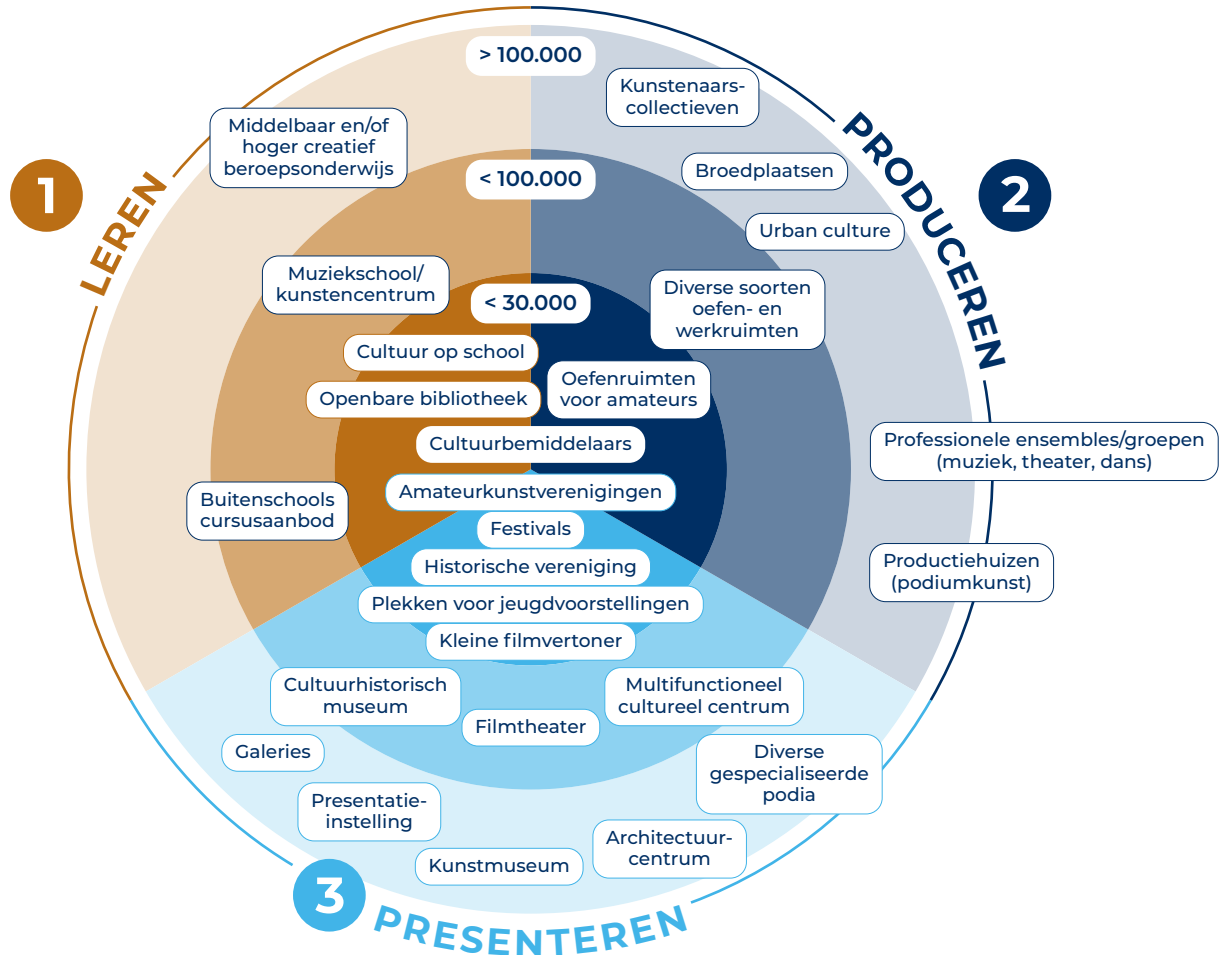 > 100.000
Kunstenaars-
collectieven
Middelbaar en/of
hoger creatief
beroepsonderwijs
Broedplaatsen
< 100.000
1
LEREN
PRODUCEREN
2
Urban culture
Muziekschool/
kunstencentrum
< 30.000
Diverse soorten
oefen- en
werkruimten
Cultuur op school
Openbare bibliotheek
Oefenruimten
voor amateurs
Cultuurbemiddelaars
Professionele ensembles/groepen
(muziek, theater, dans)
Buitenschools
cursusaanbod
Amateurkunstverenigingen
Festivals
Historische vereniging
Productiehuizen
(podiumkunst)
Plekken voor jeugdvoorstellingen
Kleine filmvertoner
Cultuurhistorisch
museum
Multifunctioneel
cultureel centrum
Filmtheater
Galeries
Diverse
gespecialiseerde
podia
Presentatie-
instelling
Architectuur-
centrum
Kunstmuseum
3
PRESENTEREN